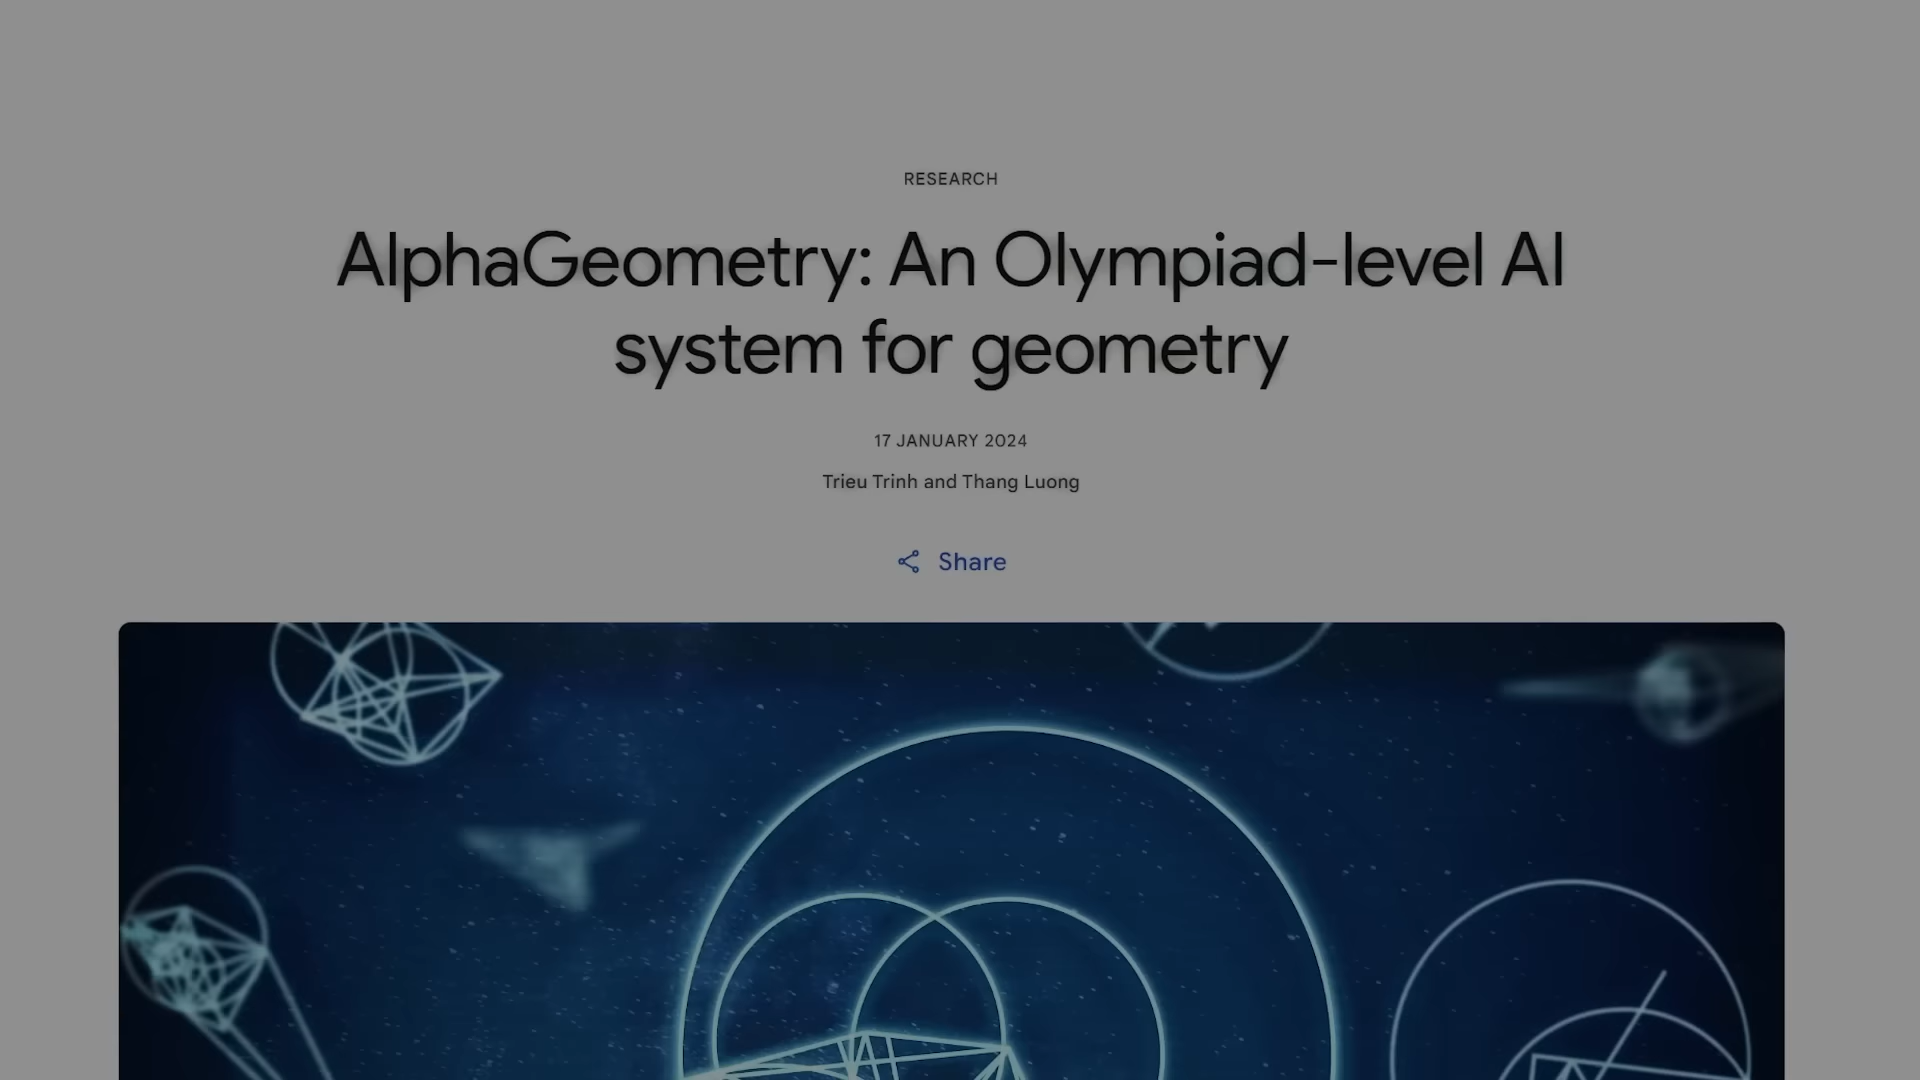 RESEARCH
AlphaGeometry: An Olympiad-level AI
system for geometry
17 JANUARY 2024
Trieu Trinh and Thang Luong
Share